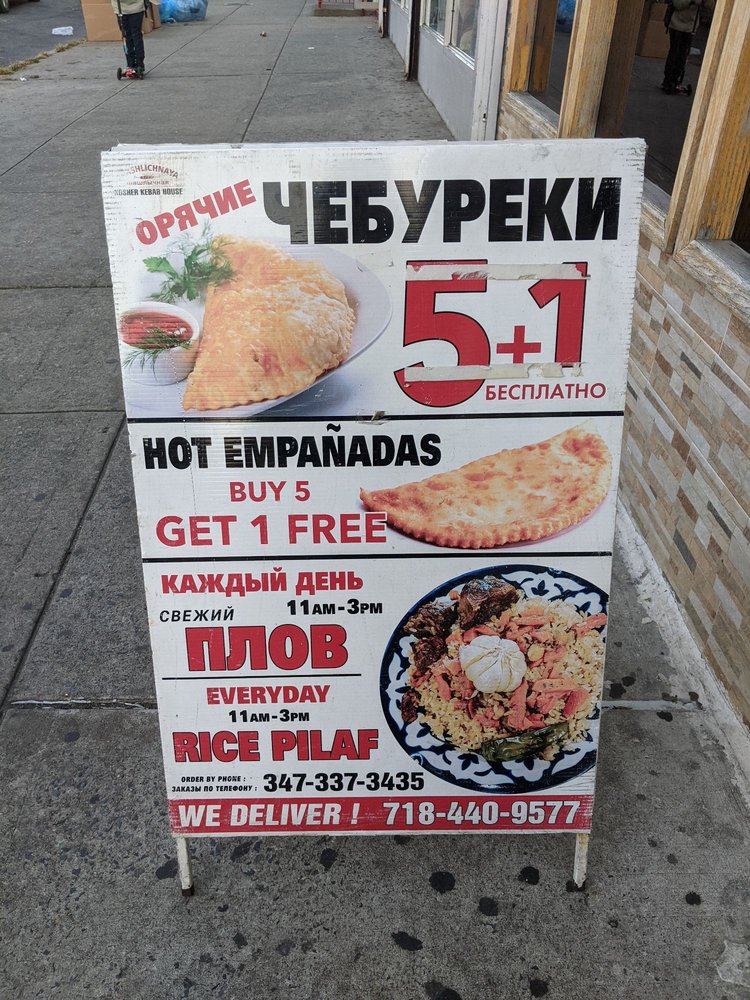 SHLICHNAYA
ШАШЛЫЧНАЯ
KOSHER KEBAB HOUSE
ОРЯЧИЕ
ЧЕБУРЕКИ
5+1
БЕСПЛАТНО
HOT EMPAÑADAS
BUY 5
GET 1 FREE
КАЖДЫЙ ДЕНЬ
СВЕЖИЙ 11AM-3PM
ПЛОВ
EVERYDAY
11AM-3PM
RICE PILAF
ORDER BY PHONE :
ЗАКАЗЫ ПО ТЕЛЕФОНУ : 347-337-3435
WE DELIVER ! 718-440-9577